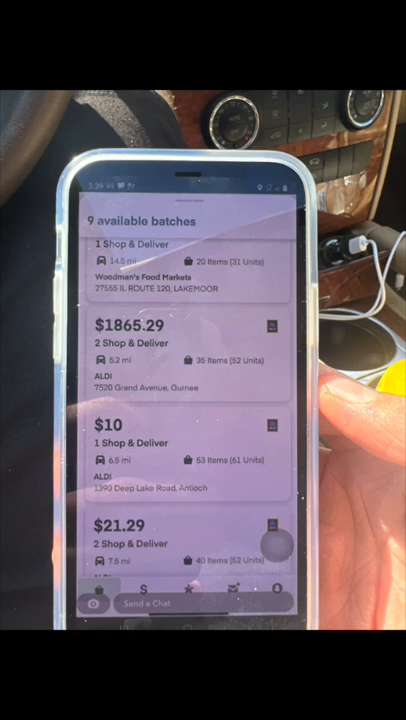 3:39
9 available batches
1 Shop & Deliver
14.5 mi 20 Items (31 Units)
Woodman's Food Markets
27555 IL ROUTE 120, LAKEMOOR
$1865.29
2 Shop & Deliver
5.2 mi 35 Items (52 Units)
ALDI
7520 Grand Avenue, Gurnee
$10
1 Shop & Deliver
6.5 mi 53 Items (61 Units)
ALDI
1390 Deep Lake Road, Antioch
$21.29
2 Shop & Deliver
7.5 mi 40 Items (52 Units)
$
Send a Chat